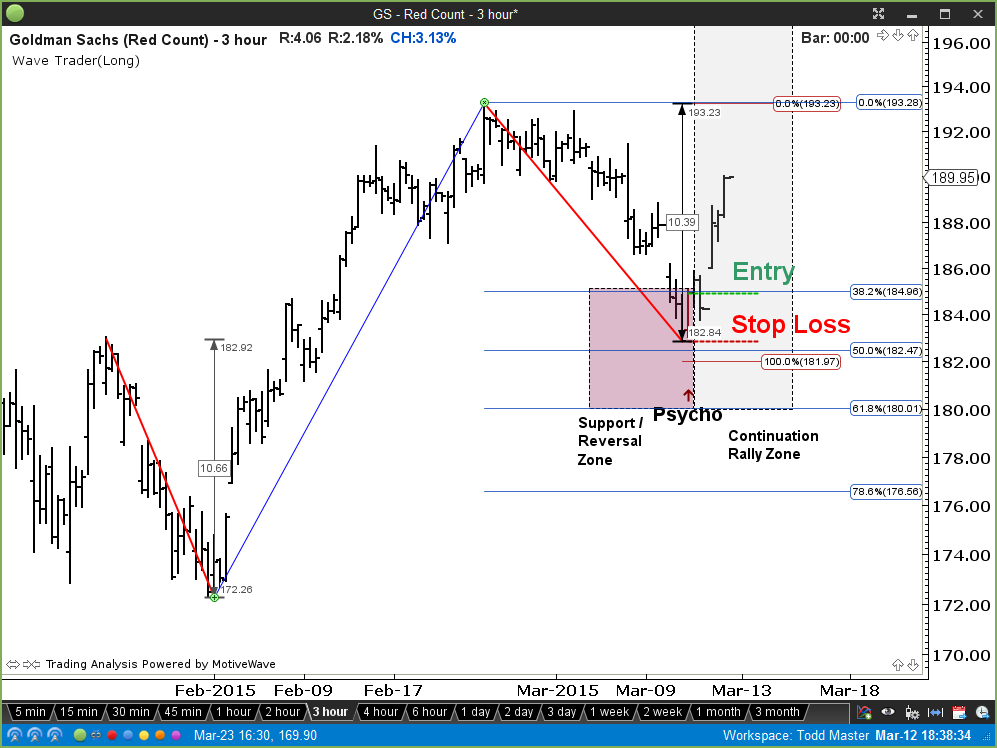 GS - Red Count - 3 hour*
Goldman Sachs (Red Count) - 3 hour R:4.06 R:2.18% CH:3.13% Bar: 00:00
Wave Trader(Long)
196.00
194.00
192.00
189.95
188.00
186.00
184.00
182.00
180.00
178.00
176.00
174.00
172.00
170.00
0.0%(193.23)
0.0%(193.28)
193.23
10.39
Entry
38.2%(184.96)
Stop Loss
182.84
182.92
50.0%(182.47)
100.0%(181.97)
61.8%(180.01)
Psycho
Support /
Reversal
Zone
Continuation
Rally Zone
10.66
78.6%(176.56)
172.26
Trading Analysis Powered by MotiveWave
Feb-2015 Feb-09 Feb-17 Mar-2015 Mar-09 Mar-13 Mar-18
5 min 15 min 30 min 45 min 1 hour 2 hour 3 hour 4 hour 6 hour 1 day 2 day 3 day 1 week 2 week 1 month 3 month
Mar-23 16:30, 169.90 Workspace: Todd Master Mar-12 18:38:34